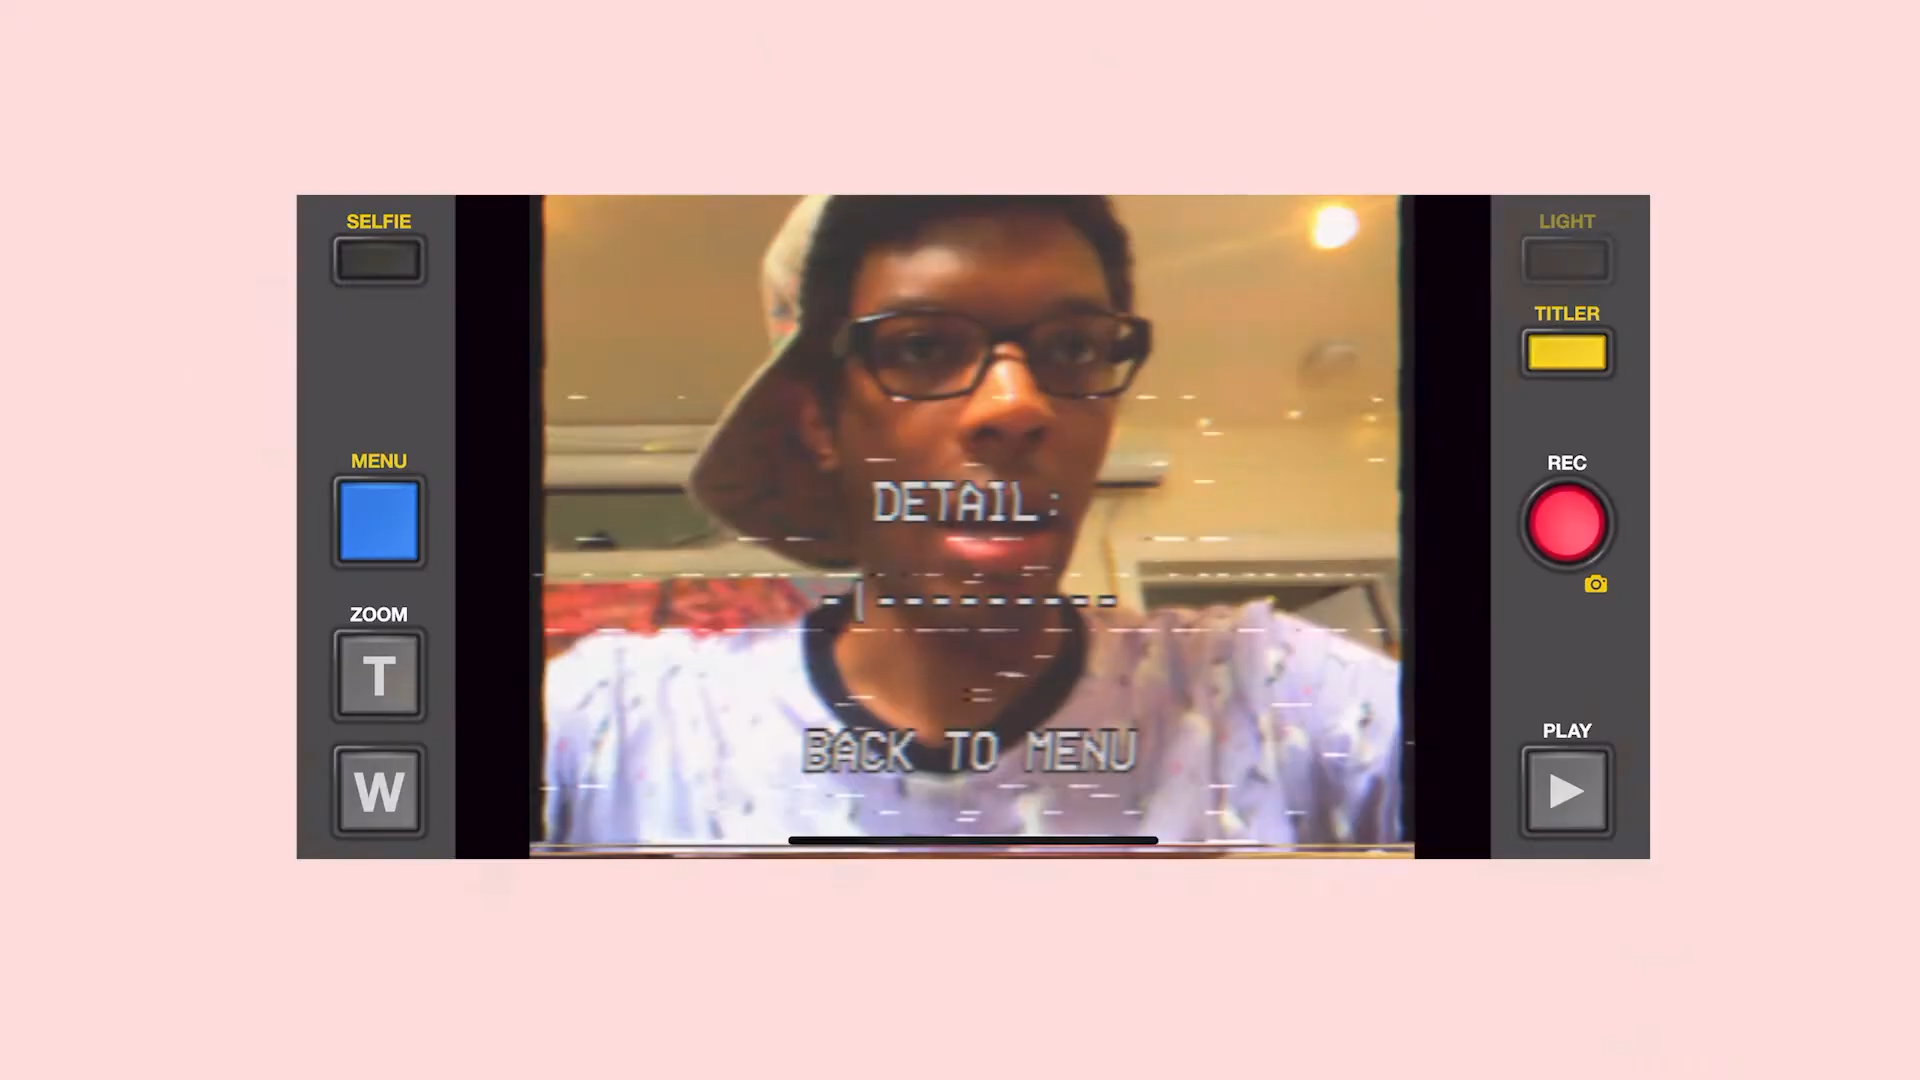 SELFIE
LIGHT
TITLER
MENU
REC
DETAIL:
ZOOM
T
BACK TO MENU
PLAY
W